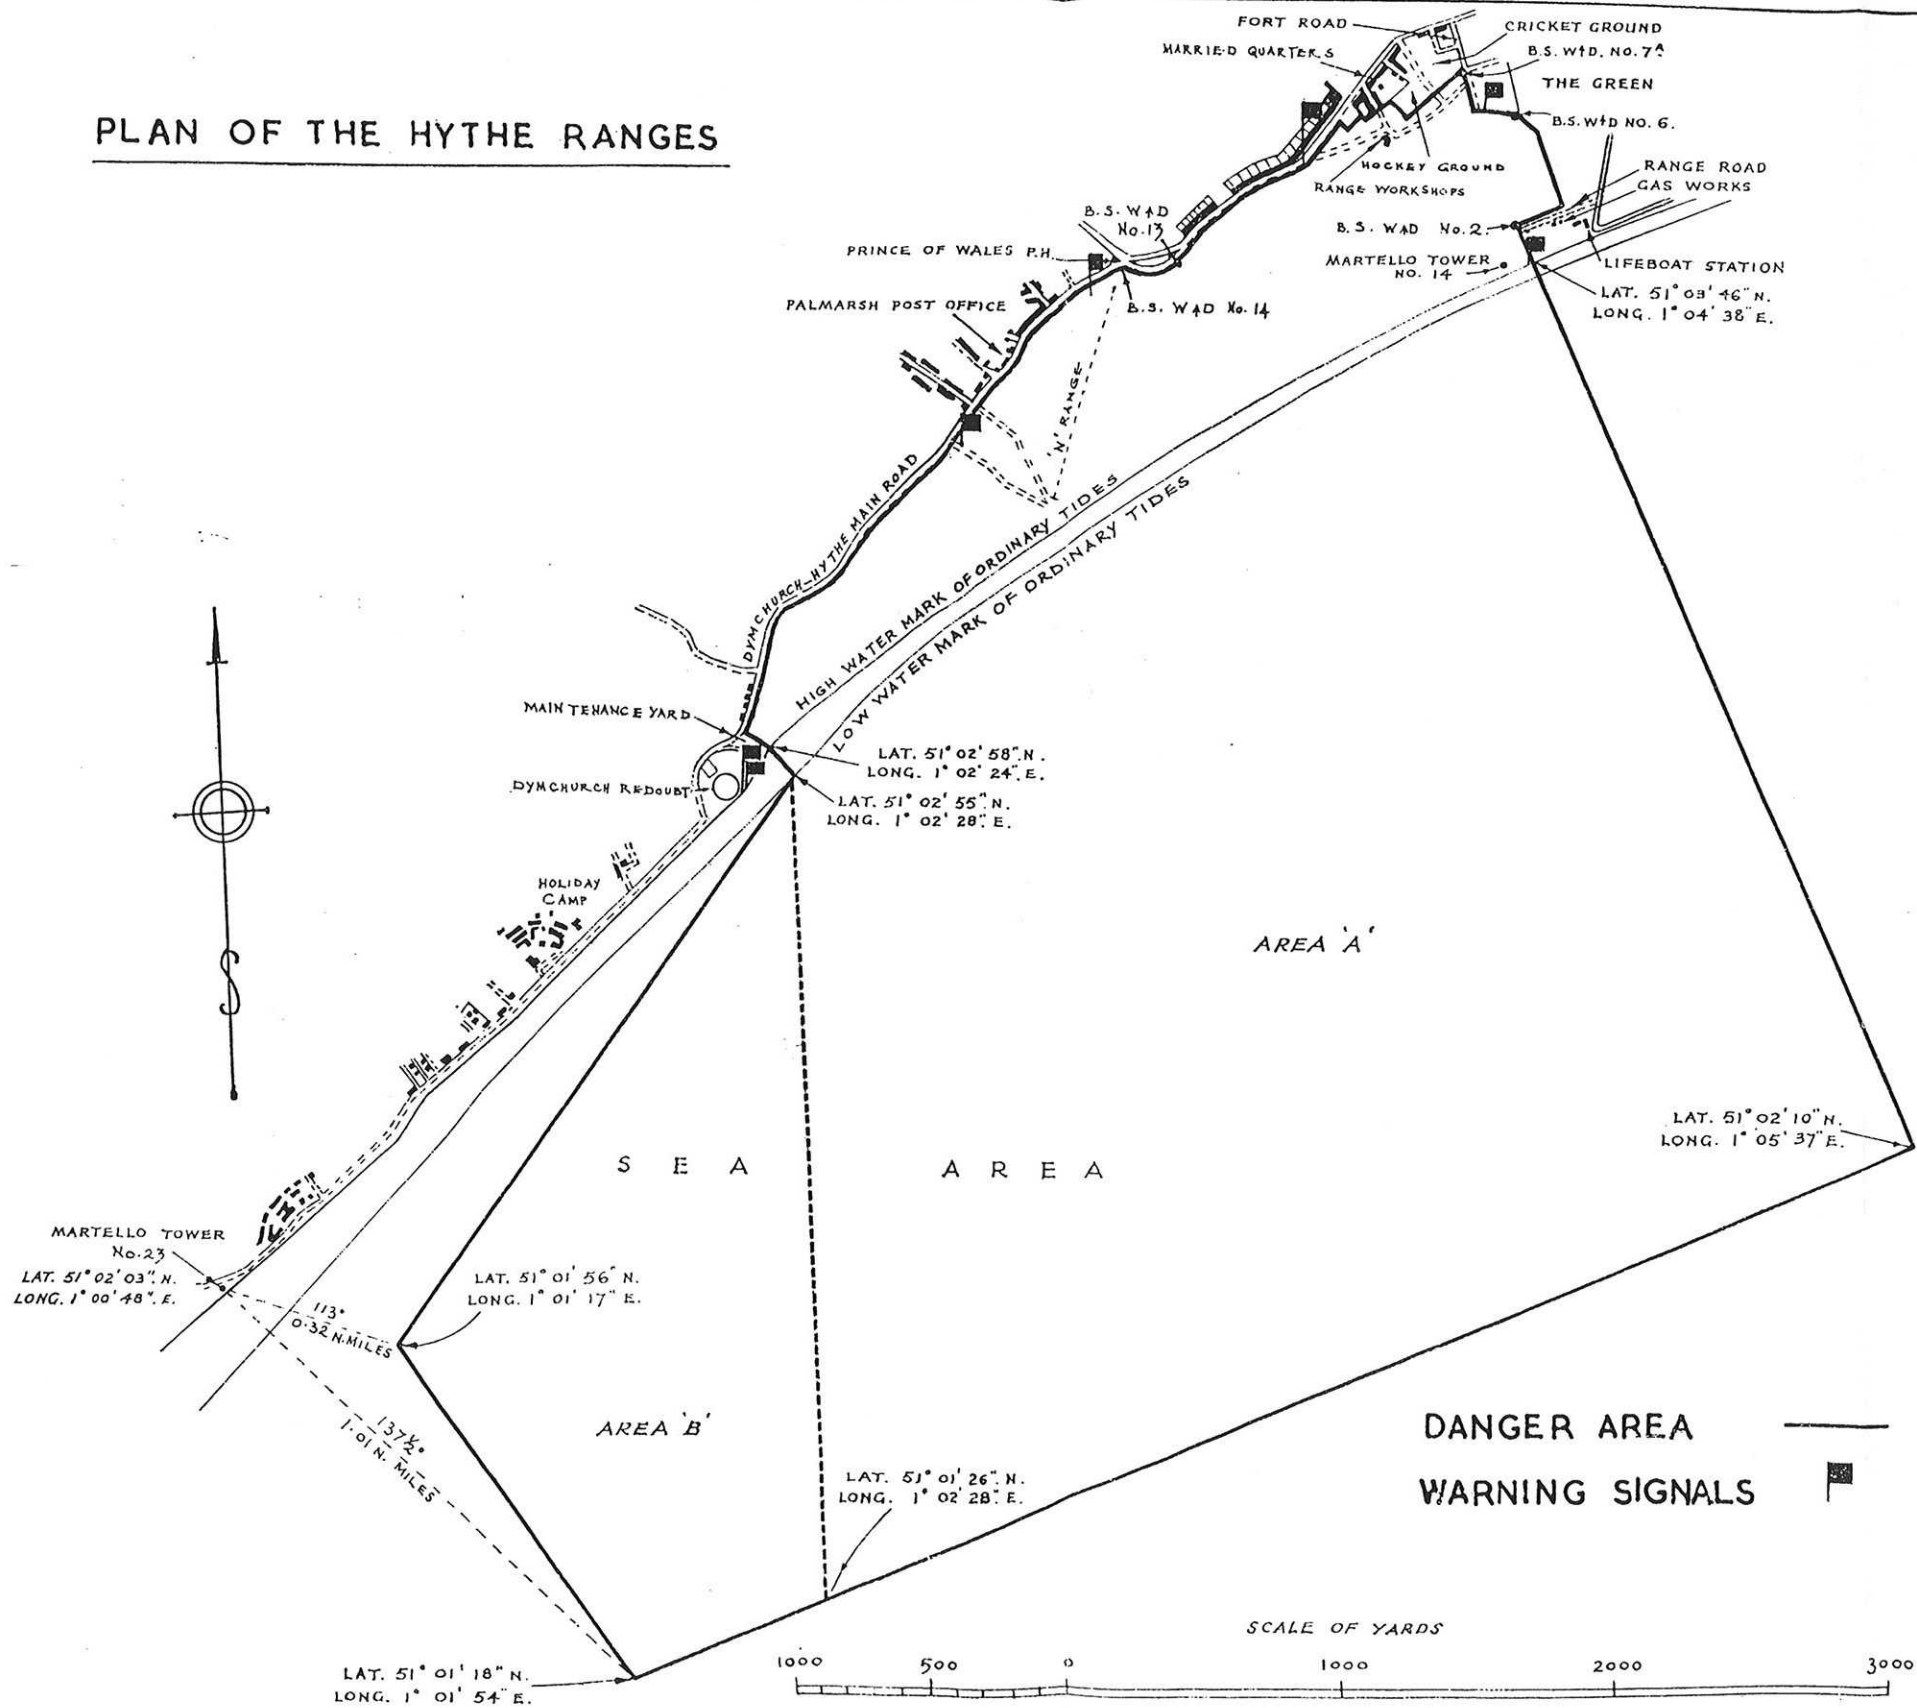 PLAN OF THE HYTHE RANGES
FORT ROAD
CRICKET GROUND
MARRIED QUARTERS
B.S. W↑D. NO. 7ᴬ
THE GREEN
B.S. W↑D NO. 6.
HOCKEY GROUND
RANGE WORKSHOPS
RANGE ROAD
GAS WORKS
B.S. W↑D
No. 13
B.S. W↑D No. 2.
PRINCE OF WALES P.H.
MARTELLO TOWER
NO. 14
LIFEBOAT STATION
LAT. 51° 03' 46" N.
LONG. 1° 04' 38" E.
PALMARSH POST OFFICE
B.S. W↑D No. 14
'N' RANGE
DYMCHURCH-HYTHE MAIN ROAD
HIGH WATER MARK OF ORDINARY TIDES
LOW WATER MARK OF ORDINARY TIDES
MAINTENANCE YARD
LAT. 51° 02' 58" N.
LONG. 1° 02' 24" E.
DYMCHURCH REDOUBT
LAT. 51° 02' 55" N.
LONG. 1° 02' 28" E.
HOLIDAY
CAMP
AREA 'A'
LAT. 51° 02' 10" N.
LONG. 1° 05' 37" E.
SEA AREA
MARTELLO TOWER
No. 23
LAT. 51° 02' 03" N.
LONG. 1° 00' 48" E.
LAT. 51° 01' 56" N.
LONG. 1° 01' 17" E.
113°
0.32 N. MILES
137½°
1.01 N. MILES
AREA 'B'
LAT. 51° 01' 26" N.
LONG. 1° 02' 28" E.
DANGER AREA
WARNING SIGNALS
LAT. 51° 01' 18" N.
LONG. 1° 01' 54" E.
SCALE OF YARDS
1000 500 0 1000 2000 3000